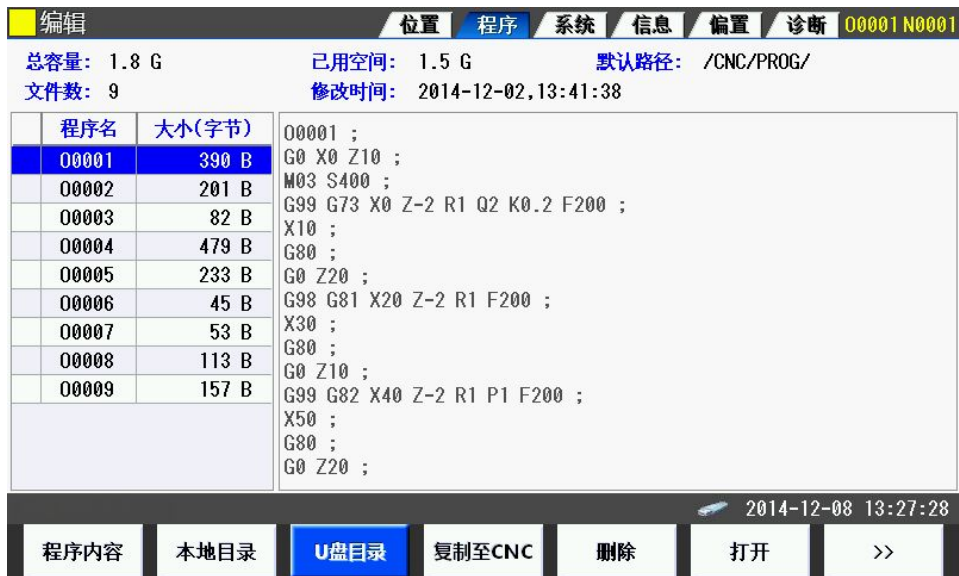 编辑 位置 程序 系统 信息 偏置 诊断 O0001 N0001
总容量: 1.8 G 已用空间: 1.5 G 默认路径: /CNC/PROG/
文件数: 9 修改时间: 2014-12-02,13:41:38
程序名 大小(字节)
O0001 390 B
O0002 201 B
O0003 82 B
O0004 479 B
O0005 233 B
O0006 45 B
O0007 53 B
O0008 113 B
O0009 157 B
O0001 ;
G0 X0 Z10 ;
M03 S400 ;
G99 G73 X0 Z-2 R1 Q2 K0.2 F200 ;
X10 ;
G80 ;
G0 Z20 ;
G98 G81 X20 Z-2 R1 F200 ;
X30 ;
G80 ;
G0 Z10 ;
G99 G82 X40 Z-2 R1 P1 F200 ;
X50 ;
G80 ;
G0 Z20 ;
2014-12-08 13:27:28
程序内容 本地目录 U盘目录 复制至CNC 删除 打开 >>